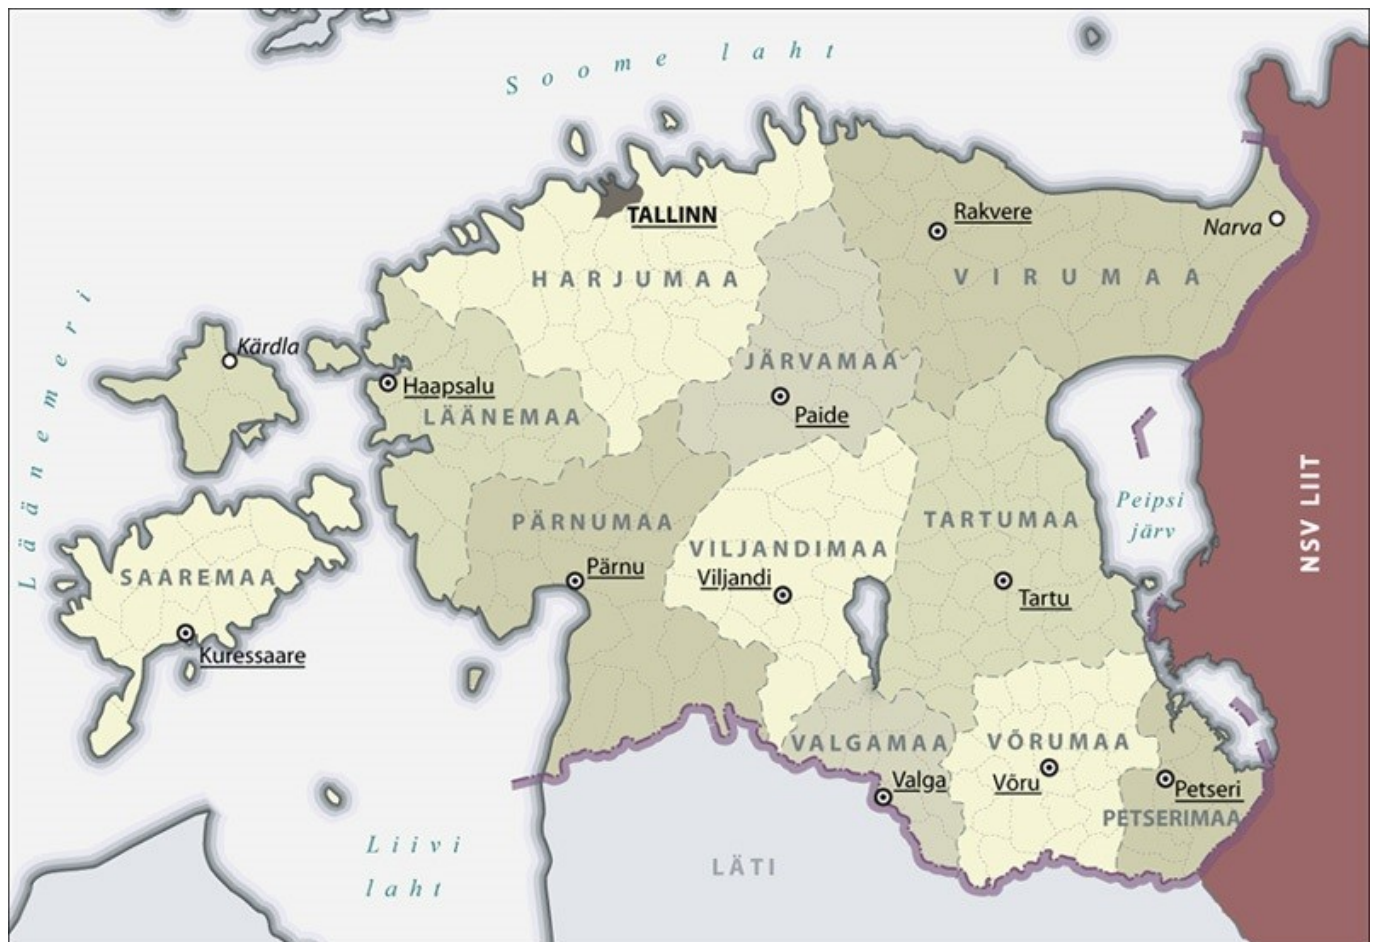 Soome laht
Rakvere
TALLINN
Narva
HARJUMAA
VIRUMAA
Läänemeri
Kärdla
JÄRVAMAA
Haapsalu
LÄÄNEMAA
Paide
NSV LIIT
Peipsi
järv
PÄRNUMAA
TARTUMAA
VILJANDIMAA
Pärnu
SAAREMAA
Viljandi
Tartu
Kuressaare
VALGAMAA
VÕRUMAA
Valga
Võru
Petseri
PETSERIMAA
Liivi
laht
LÄTI